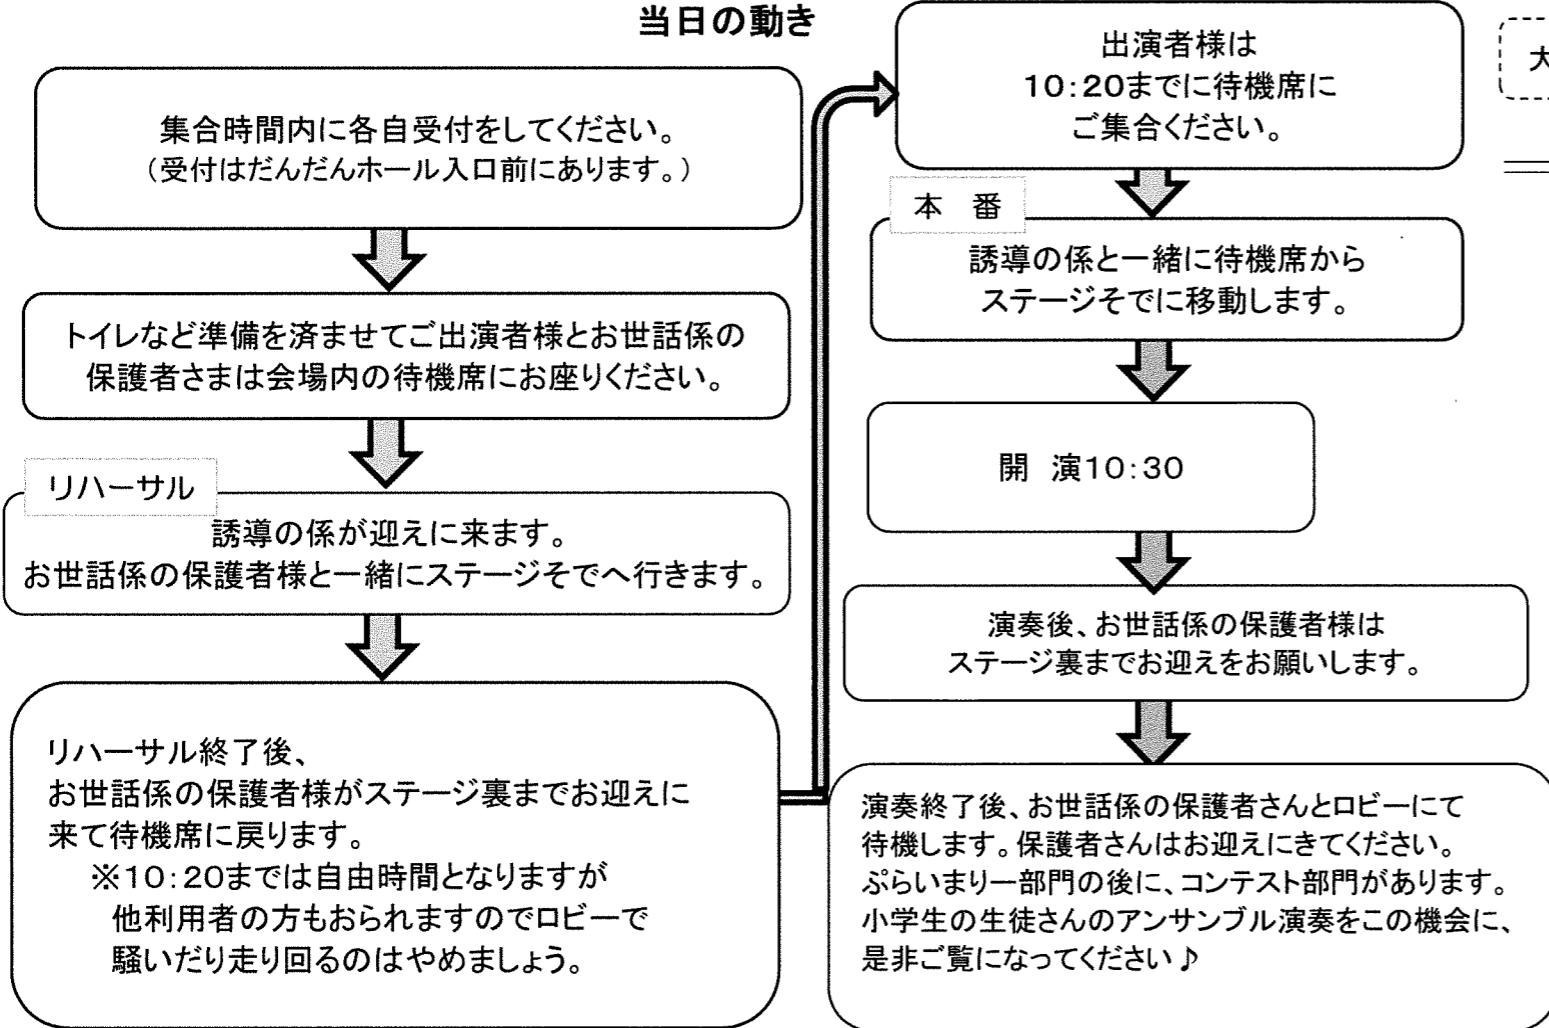 当日の動き
集合時間内に各自受付をしてください。
(受付はだんだんホール入口前にあります。)
トイレなど準備を済ませてご出演者様とお世話係の
保護者さまは会場内の待機席にお座りください。
リハーサル
誘導の係が迎えに来ます。
お世話係の保護者様と一緒にステージそでへ行きます。
リハーサル終了後、
お世話係の保護者様がステージ裏までお迎えに
来て待機席に戻ります。
※10:20までは自由時間となりますが
他利用者の方もおられますのでロビーで
騒いだり走り回るのはやめましょう。
出演者様は
10:20までに待機席に
ご集合ください。
本 番
誘導の係と一緒に待機席から
ステージそでに移動します。
開 演10:30
演奏後、お世話係の保護者様は
ステージ裏までお迎えをお願いします。
演奏終了後、お世話係の保護者さんとロビーにて
待機します。保護者さんはお迎えにきてください。
ぷらいまりー部門の後に、コンテスト部門があります。
小学生の生徒さんのアンサンブル演奏をこの機会に、
是非ご覧になってください♪